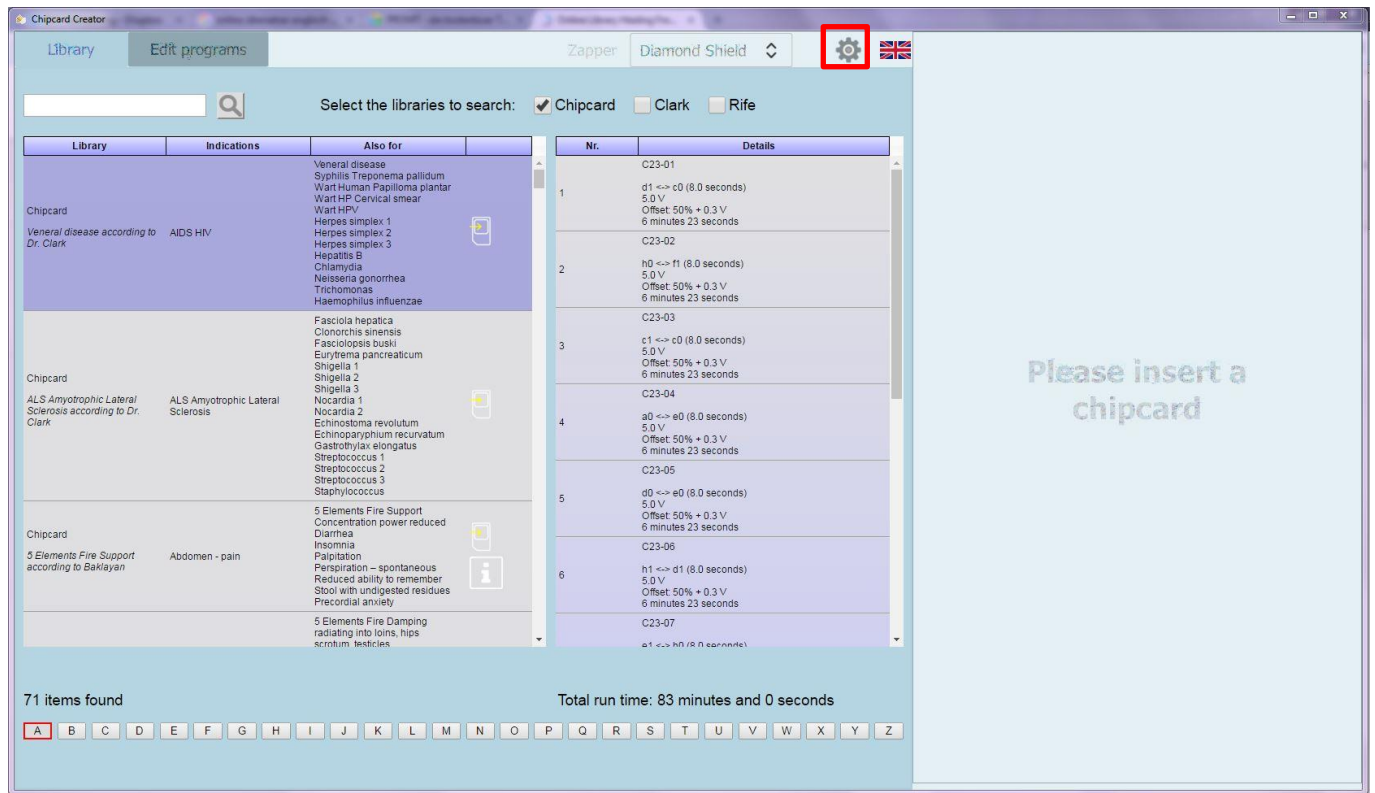 Chipcard Creator
Library
Edit programs
Zapper
Diamond Shield
Select the libraries to search:
Chipcard
Clark
Rife
Library
Indications
Also for
Chipcard
Veneral disease according to
Dr. Clark
AIDS HIV
Veneral disease
Syphilis Treponema pallidum
Wart Human Papilloma plantar
Wart HP Cervical smear
Wart HPV
Herpes simplex 1
Herpes simplex 2
Herpes simplex 3
Hepatitis B
Chlamydia
Neisseria gonorrhea
Trichomonas
Haemophilus influenzae
Chipcard
ALS Amyotrophic Lateral
Sclerosis according to Dr.
Clark
ALS Amyotrophic Lateral
Sclerosis
Fasciola hepatica
Clonorchis sinensis
Fasciolopsis buski
Eurytrema pancreaticum
Shigella 1
Shigella 2
Shigella 3
Nocardia 1
Nocardia 2
Echinostoma revolutum
Echinoparyphium recurvatum
Gastrothylax elongatus
Streptococcus 1
Streptococcus 2
Streptococcus 3
Staphylococcus
Chipcard
5 Elements Fire Support
according to Baklayan
Abdomen - pain
5 Elements Fire Support
Concentration power reduced
Diarrhea
Insomnia
Palpitation
Perspiration – spontaneous
Reduced ability to remember
Stool with undigested residues
Precordial anxiety
5 Elements Fire Damping
radiating into loins, hips
scrotum, testicles
Nr.
Details
1
C23-01
d1 <-> c0 (8.0 seconds)
5.0 V
Offset: 50% + 0.3 V
6 minutes 23 seconds
2
C23-02
h0 <-> f1 (8.0 seconds)
5.0 V
Offset: 50% + 0.3 V
6 minutes 23 seconds
3
C23-03
c1 <-> c0 (8.0 seconds)
5.0 V
Offset: 50% + 0.3 V
6 minutes 23 seconds
4
C23-04
a0 <-> e0 (8.0 seconds)
5.0 V
Offset: 50% + 0.3 V
6 minutes 23 seconds
5
C23-05
d0 <-> e0 (8.0 seconds)
5.0 V
Offset: 50% + 0.3 V
6 minutes 23 seconds
6
C23-06
h1 <-> d1 (8.0 seconds)
5.0 V
Offset: 50% + 0.3 V
6 minutes 23 seconds
C23-07
e1 <-> h0 (8.0 seconds)
Please insert a
chipcard
71 items found
Total run time: 83 minutes and 0 seconds
A B C D E F G H I J K L M N O P Q R S T U V W X Y Z